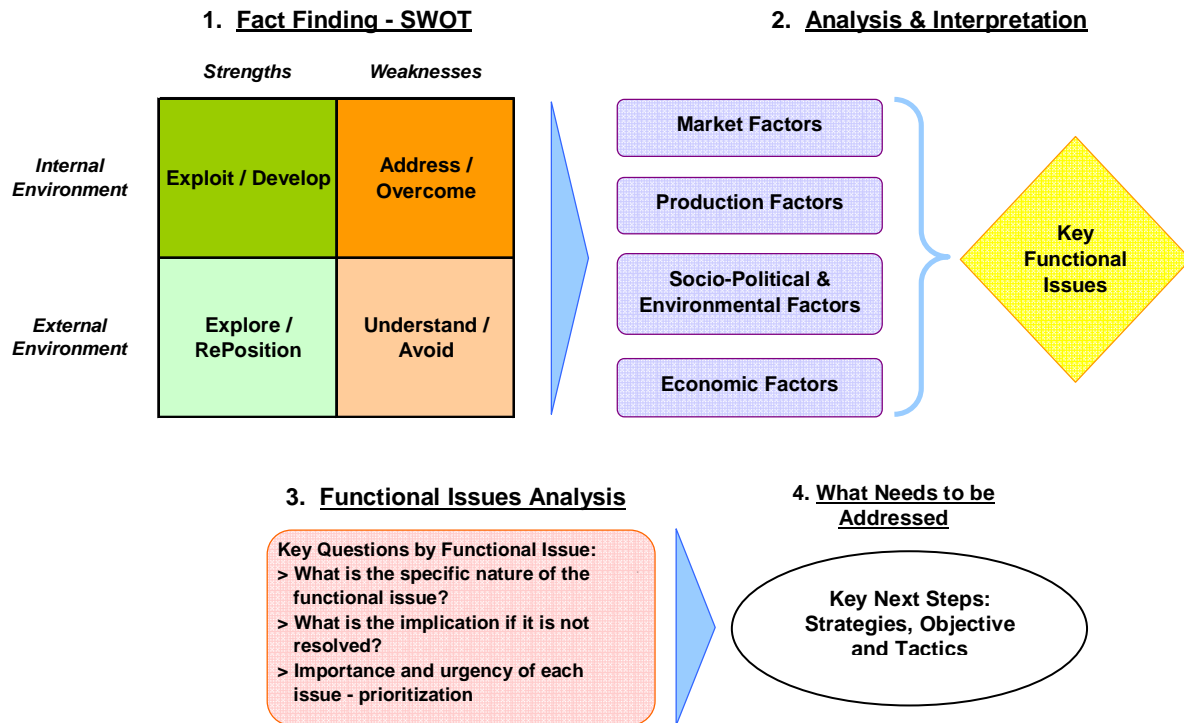 1. Fact Finding - SWOT
Strengths
Weaknesses
Internal
Environment
Exploit / Develop
Address /
Overcome
External
Environment
Explore /
RePosition
Understand /
Avoid
2. Analysis & Interpretation
Market Factors
Production Factors
Socio-Political &
Environmental Factors
Economic Factors
Key
Functional
Issues
3. Functional Issues Analysis
Key Questions by Functional Issue:
> What is the specific nature of the
functional issue?
> What is the implication if it is not
resolved?
> Importance and urgency of each
issue - prioritization
4. What Needs to be
Addressed
Key Next Steps:
Strategies, Objective
and Tactics